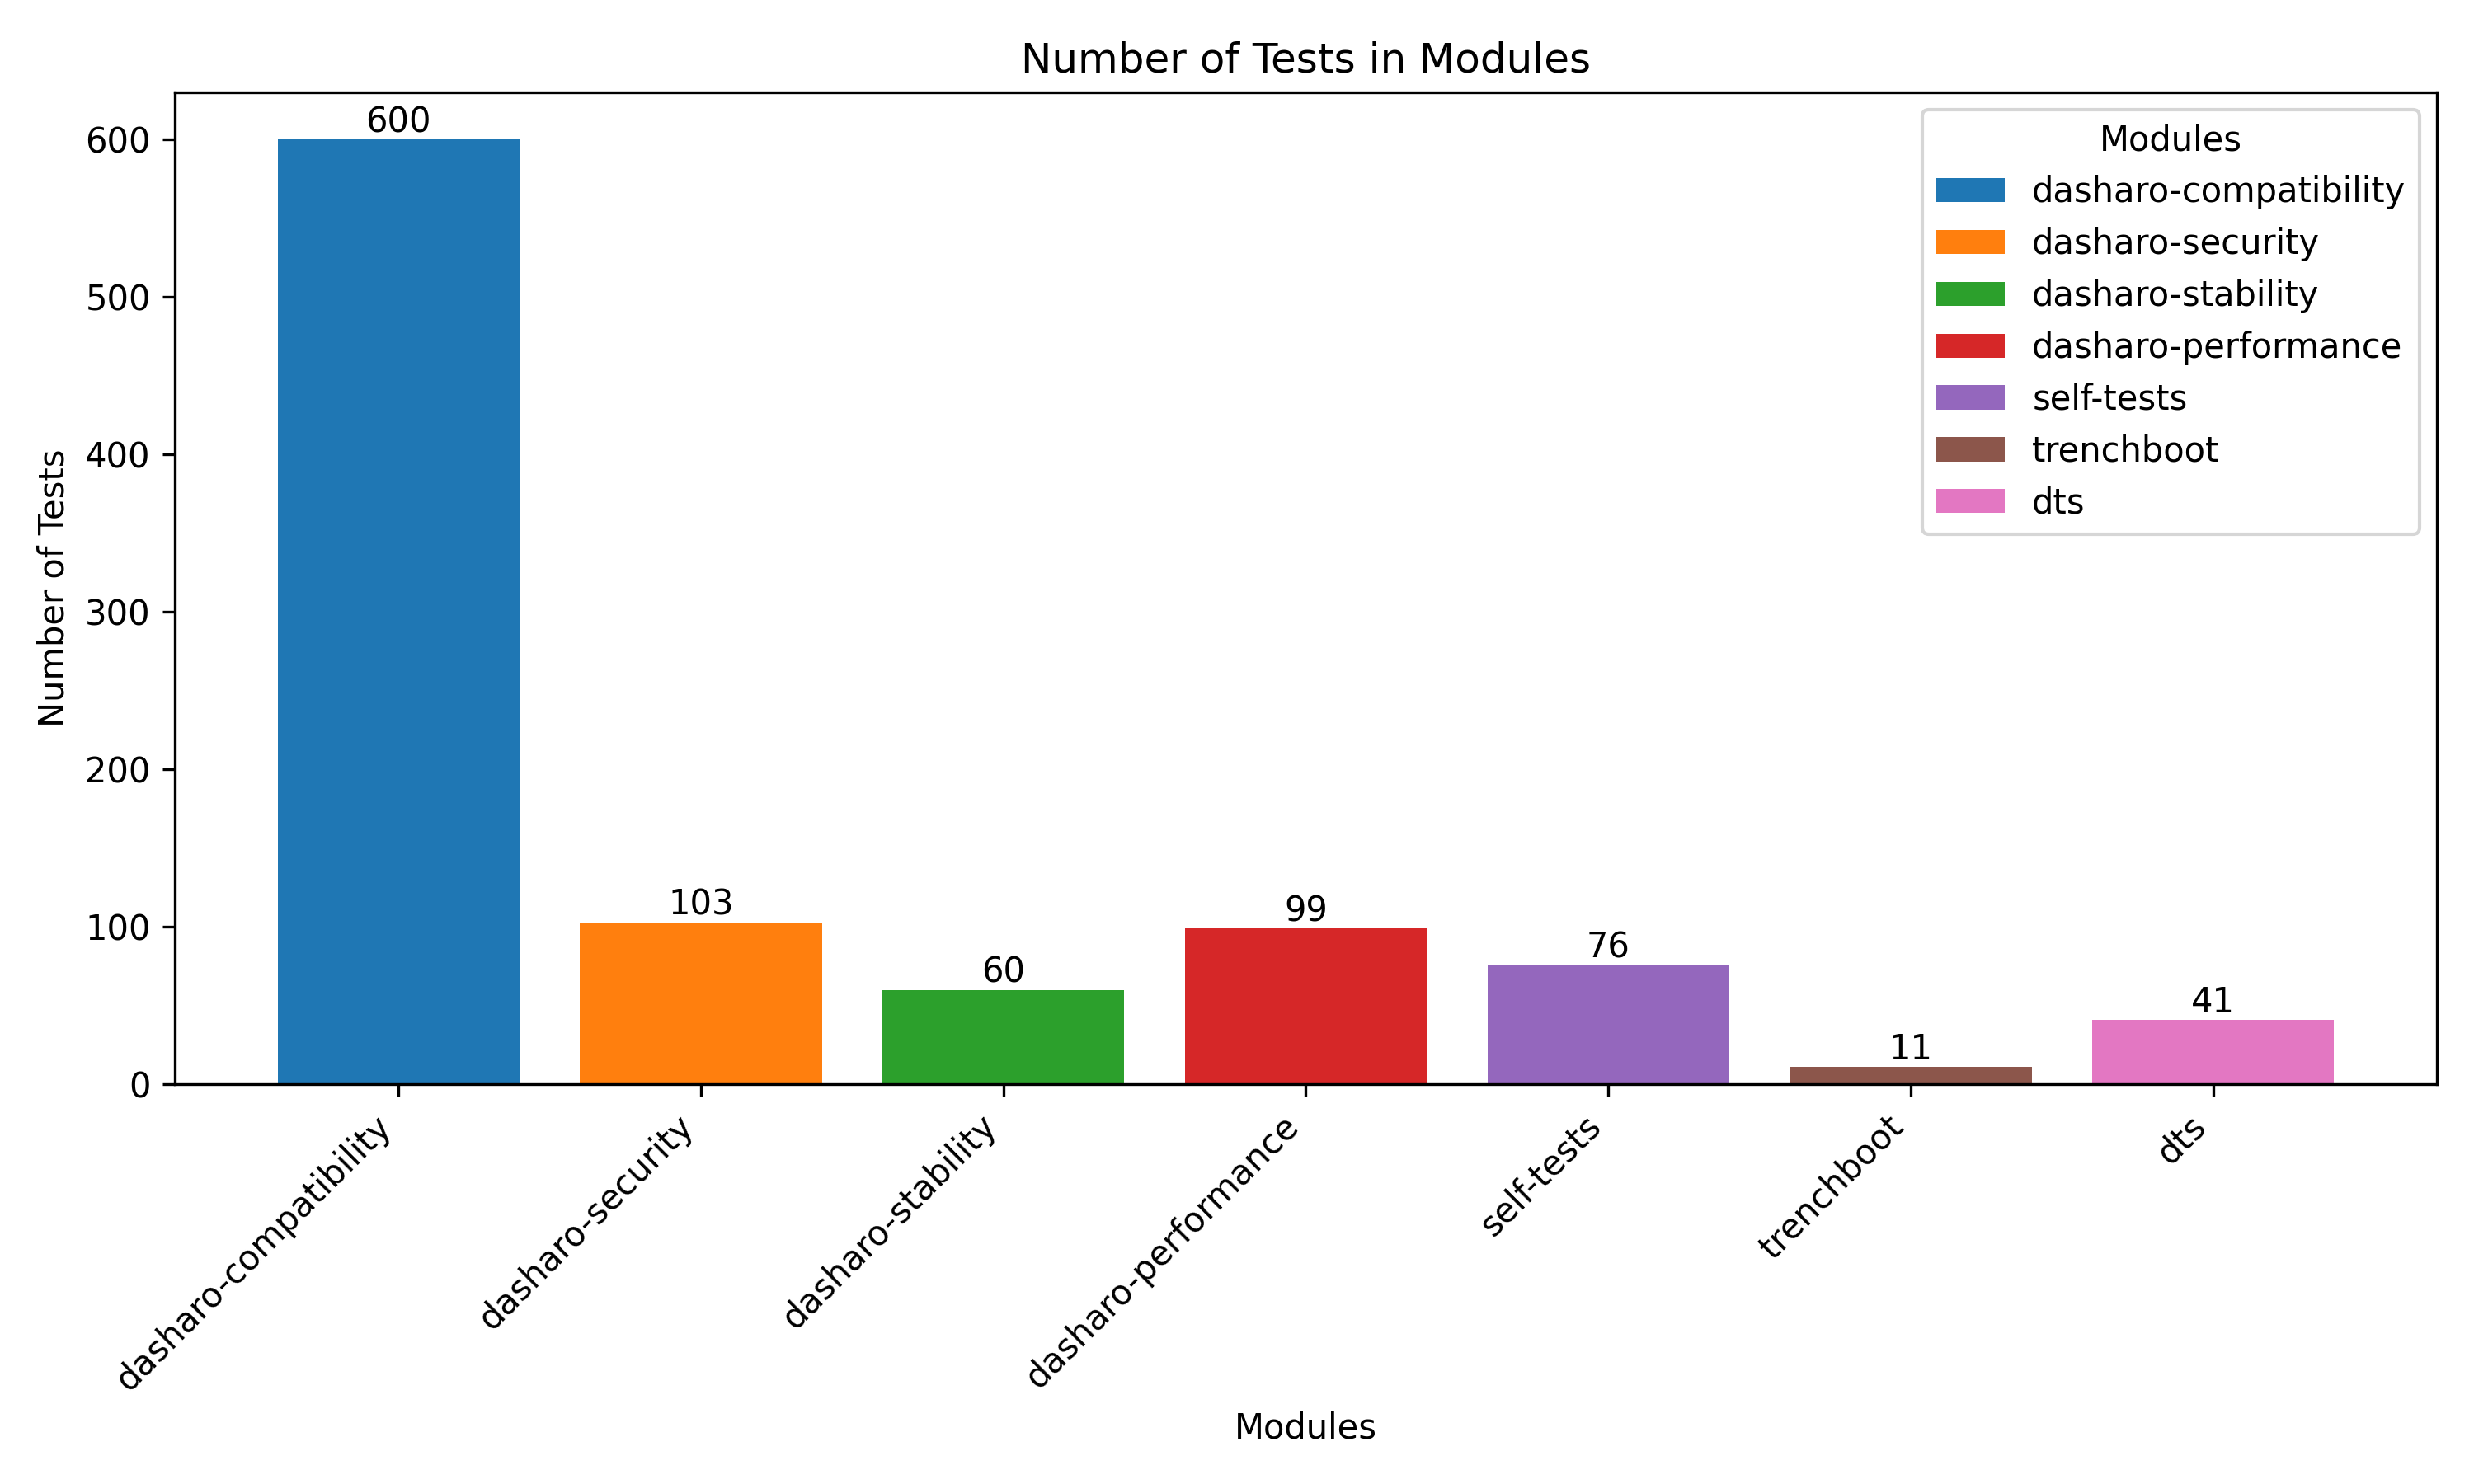 Number of Tests in Modules
Number of Tests
600
500
400
300
200
100
0
600
103
60
99
76
11
41
Modules
dasharo-compatibility
dasharo-security
dasharo-stability
dasharo-performance
self-tests
trenchboot
dts
dasharo-compatibility
dasharo-security
dasharo-stability
dasharo-performance
self-tests
trenchboot
dts
Modules